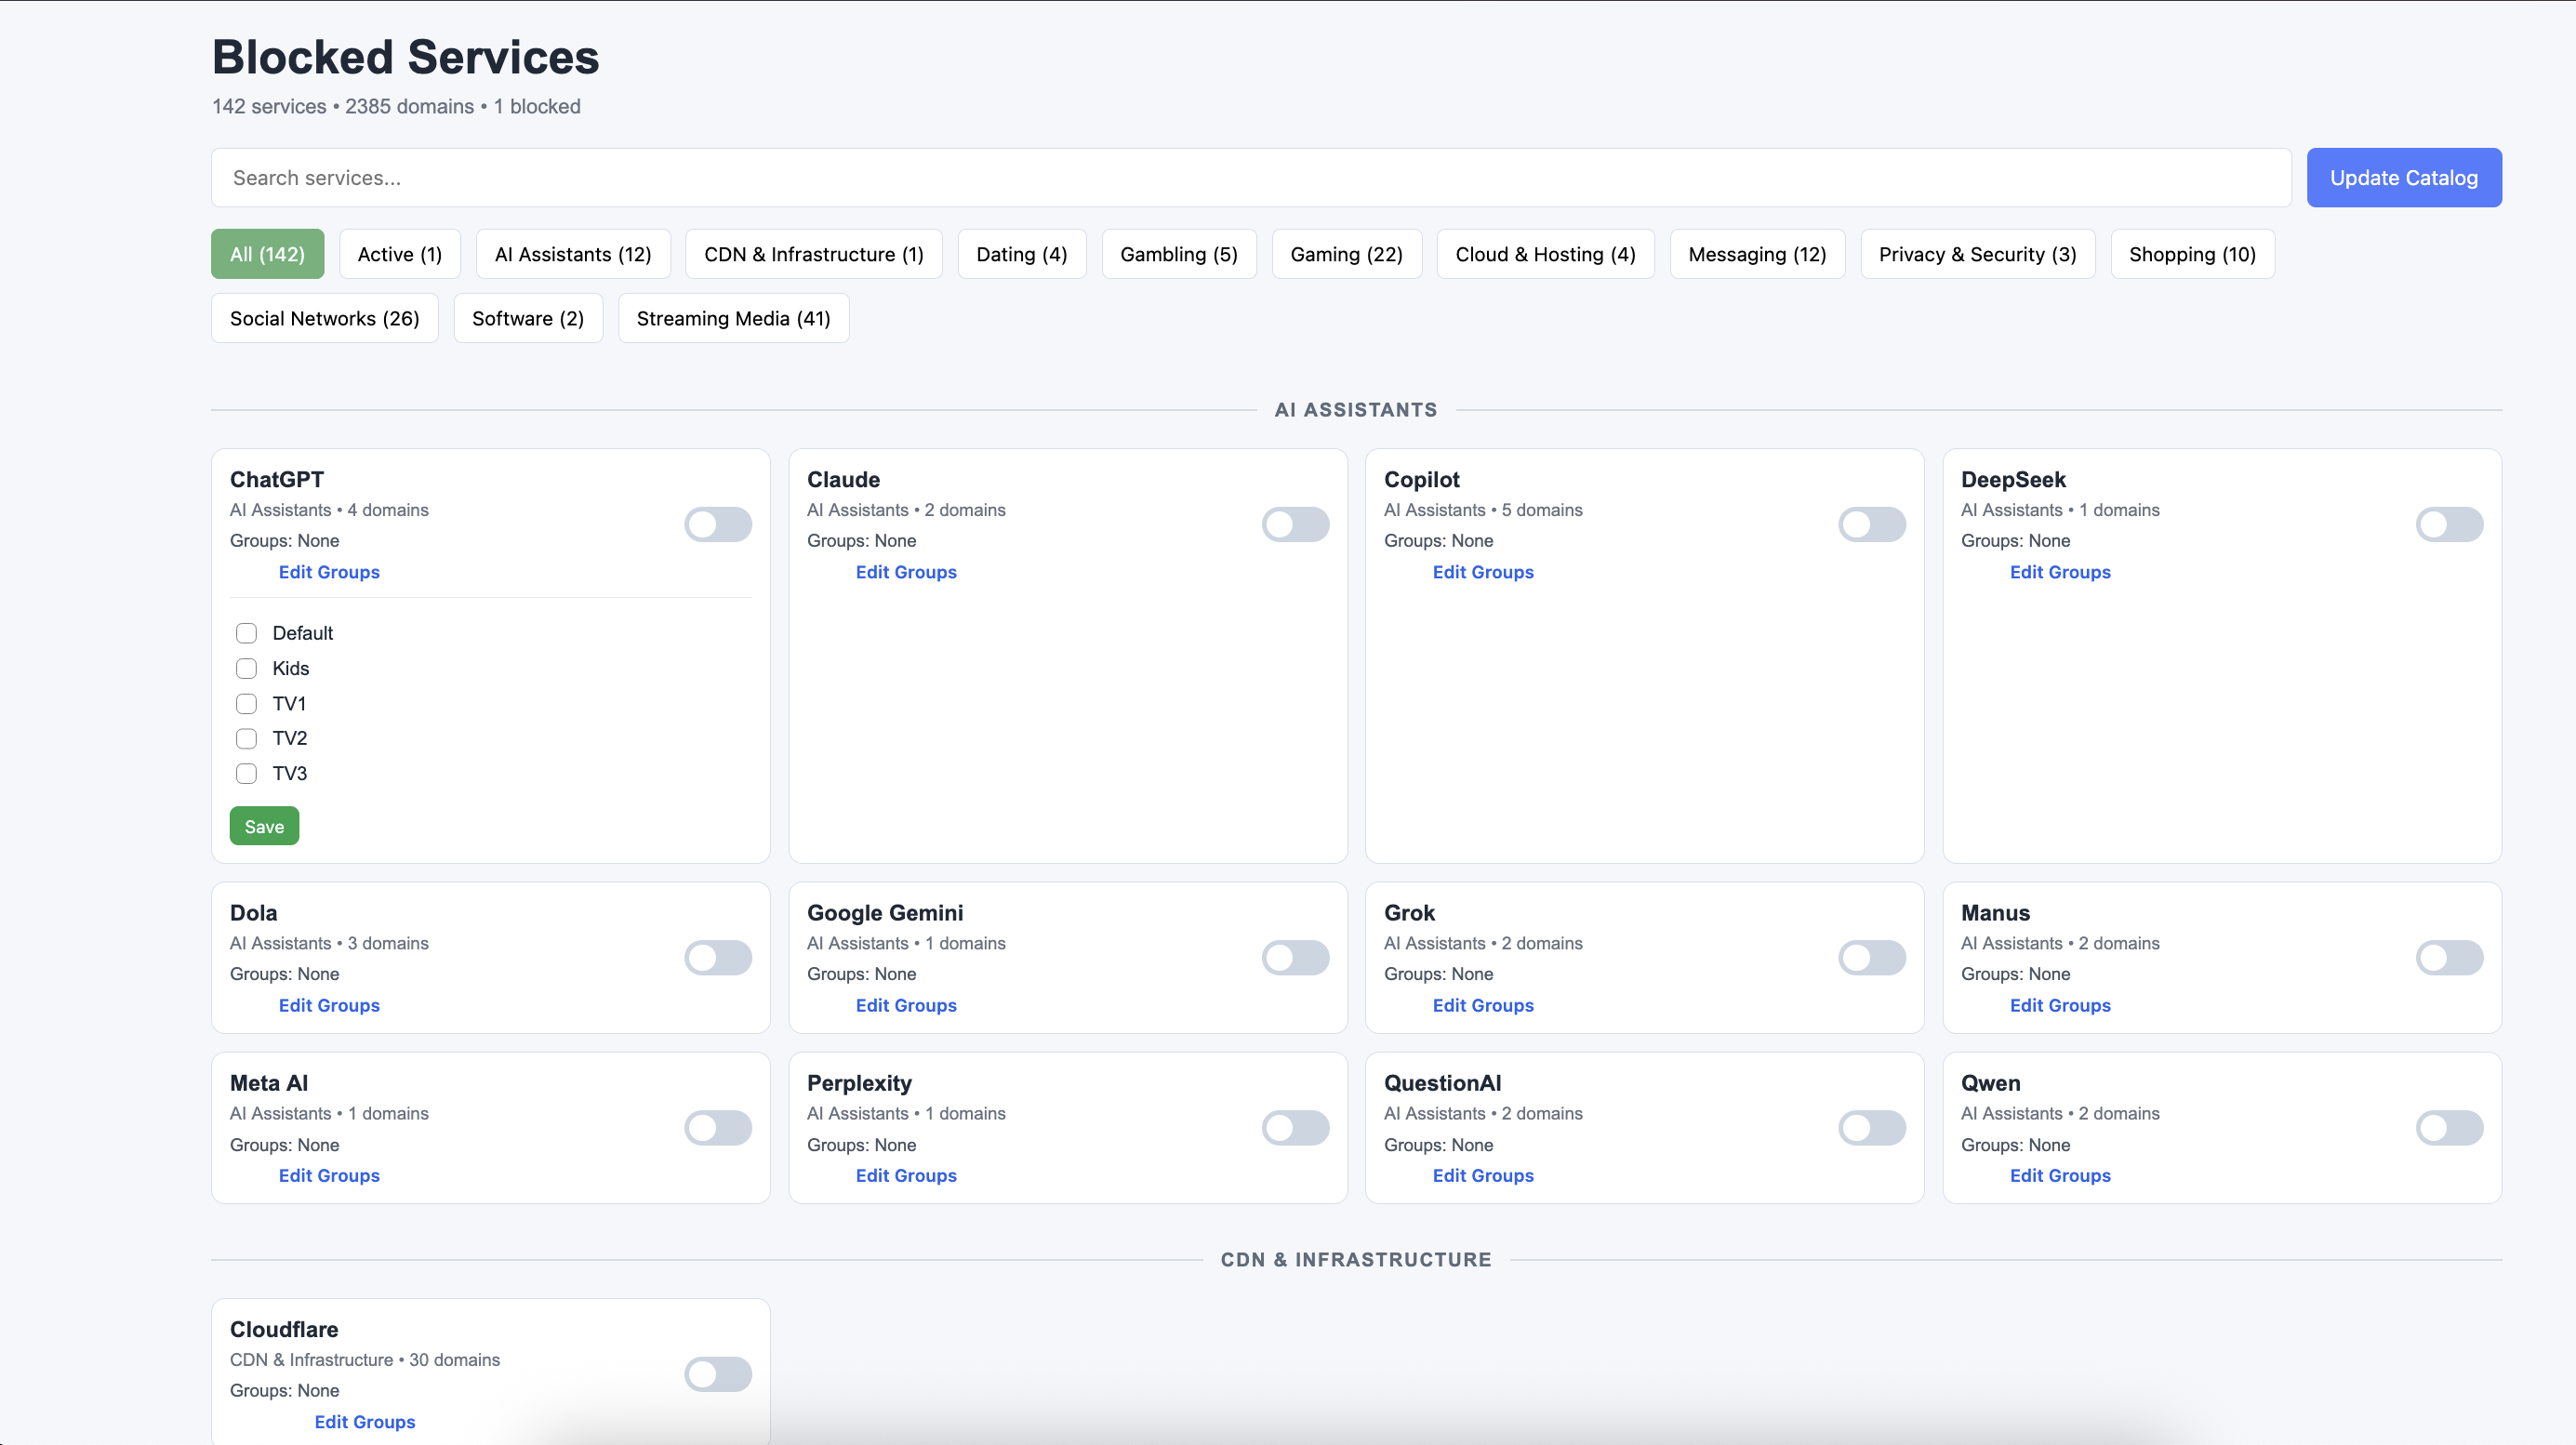 Blocked Services
142 services • 2385 domains • 1 blocked
Search services...
Update Catalog
All (142)
Active (1)
AI Assistants (12)
CDN & Infrastructure (1)
Dating (4)
Gambling (5)
Gaming (22)
Cloud & Hosting (4)
Messaging (12)
Privacy & Security (3)
Shopping (10)
Social Networks (26)
Software (2)
Streaming Media (41)
AI ASSISTANTS
ChatGPT
AI Assistants • 4 domains
Groups: None
Edit Groups
Default
Kids
TV1
TV2
TV3
Save
Claude
AI Assistants • 2 domains
Groups: None
Edit Groups
Copilot
AI Assistants • 5 domains
Groups: None
Edit Groups
DeepSeek
AI Assistants • 1 domains
Groups: None
Edit Groups
Dola
AI Assistants • 3 domains
Groups: None
Edit Groups
Google Gemini
AI Assistants • 1 domains
Groups: None
Edit Groups
Grok
AI Assistants • 2 domains
Groups: None
Edit Groups
Manus
AI Assistants • 2 domains
Groups: None
Edit Groups
Meta AI
AI Assistants • 1 domains
Groups: None
Edit Groups
Perplexity
AI Assistants • 1 domains
Groups: None
Edit Groups
QuestionAI
AI Assistants • 2 domains
Groups: None
Edit Groups
Qwen
AI Assistants • 2 domains
Groups: None
Edit Groups
CDN & INFRASTRUCTURE
Cloudflare
CDN & Infrastructure • 30 domains
Groups: None
Edit Groups